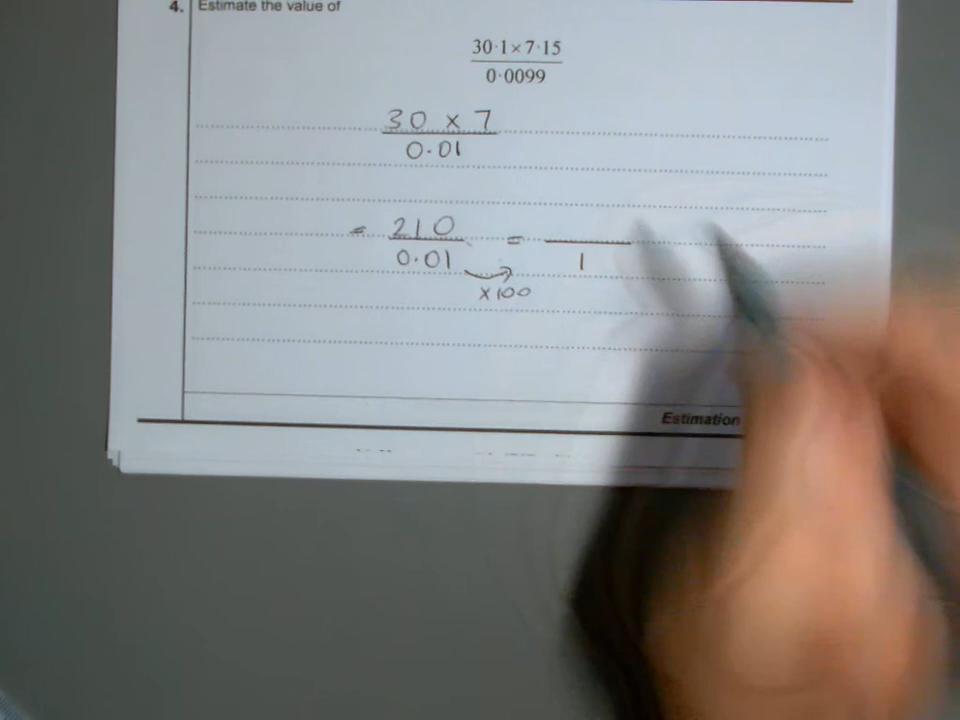 4. Estimate the value of
30·1 × 7·15
0·0099
30 × 7
0.01
= 210 =
0.01 1
×100
Estimation